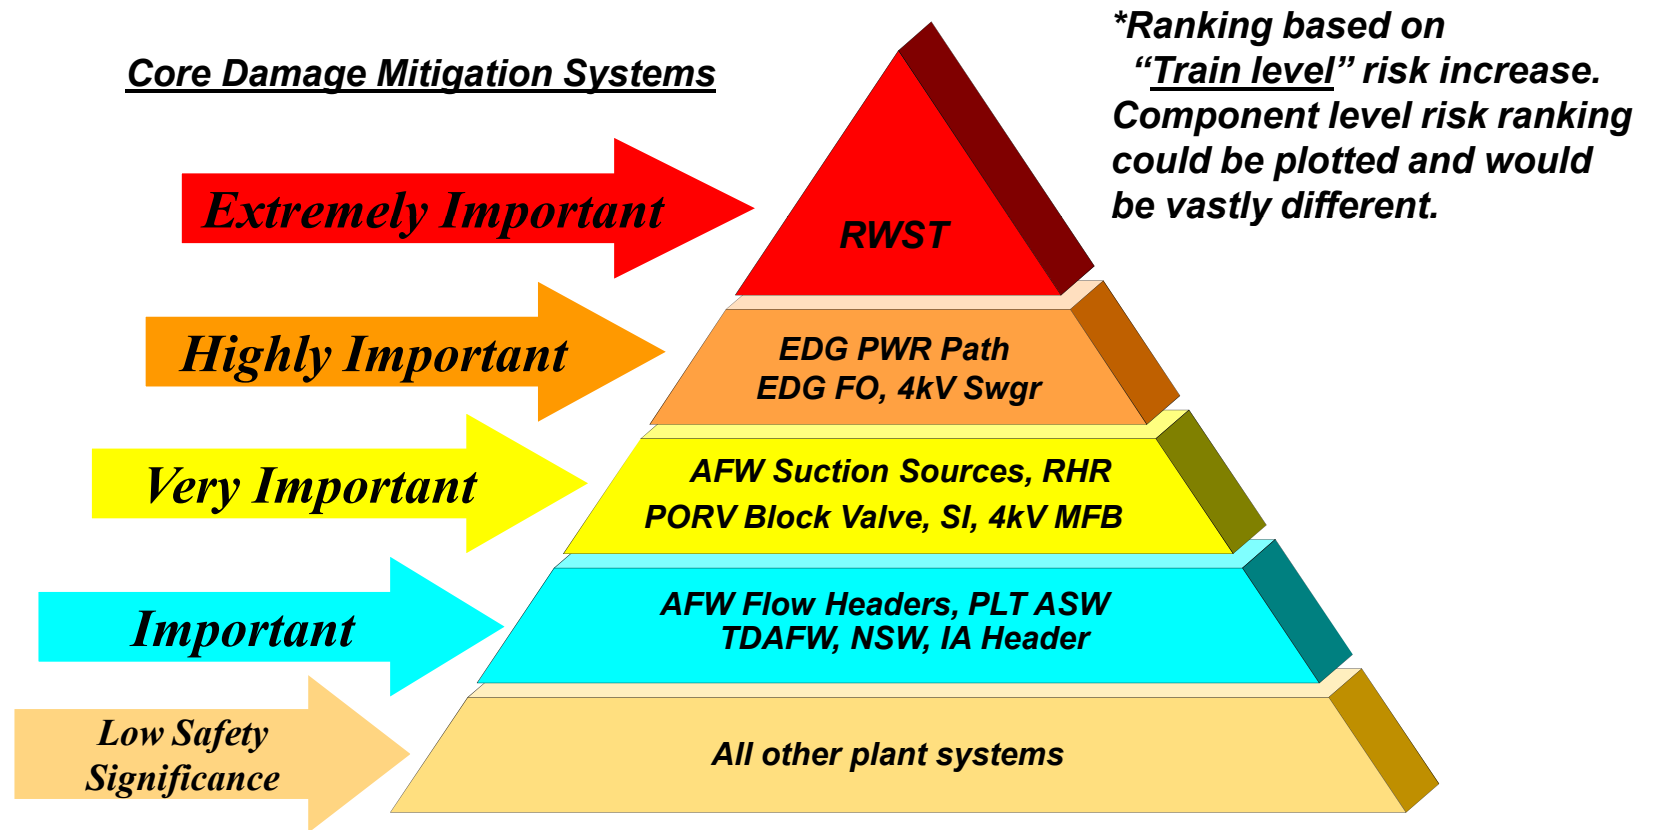 Core Damage Mitigation Systems
*Ranking based on
“Train level” risk increase.
Component level risk ranking
could be plotted and would
be vastly different.
Extremely Important
RWST
Highly Important
EDG PWR Path
EDG FO, 4kV Swgr
Very Important
AFW Suction Sources, RHR
PORV Block Valve, SI, 4kV MFB
Important
AFW Flow Headers, PLT ASW
TDAFW, NSW, IA Header
Low Safety
Significance
All other plant systems